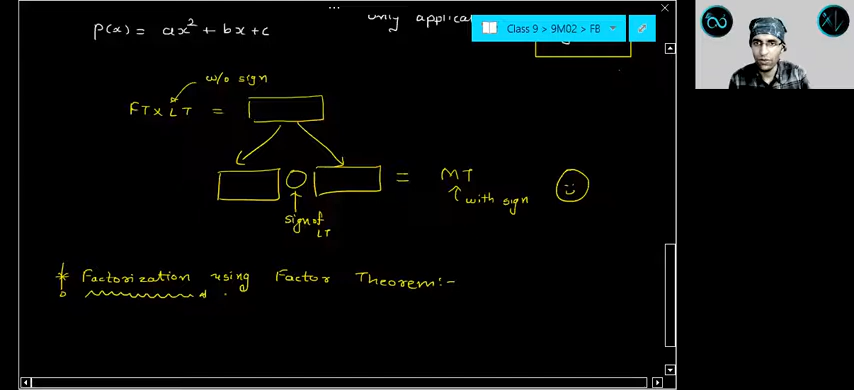 P(x) = ax² + bx + c
only applica
Class 9 > 9M02 > FB
w/o sign
FT x LT =
= MT
with sign
sign of
LT
* Factorization using Factor Theorem:-